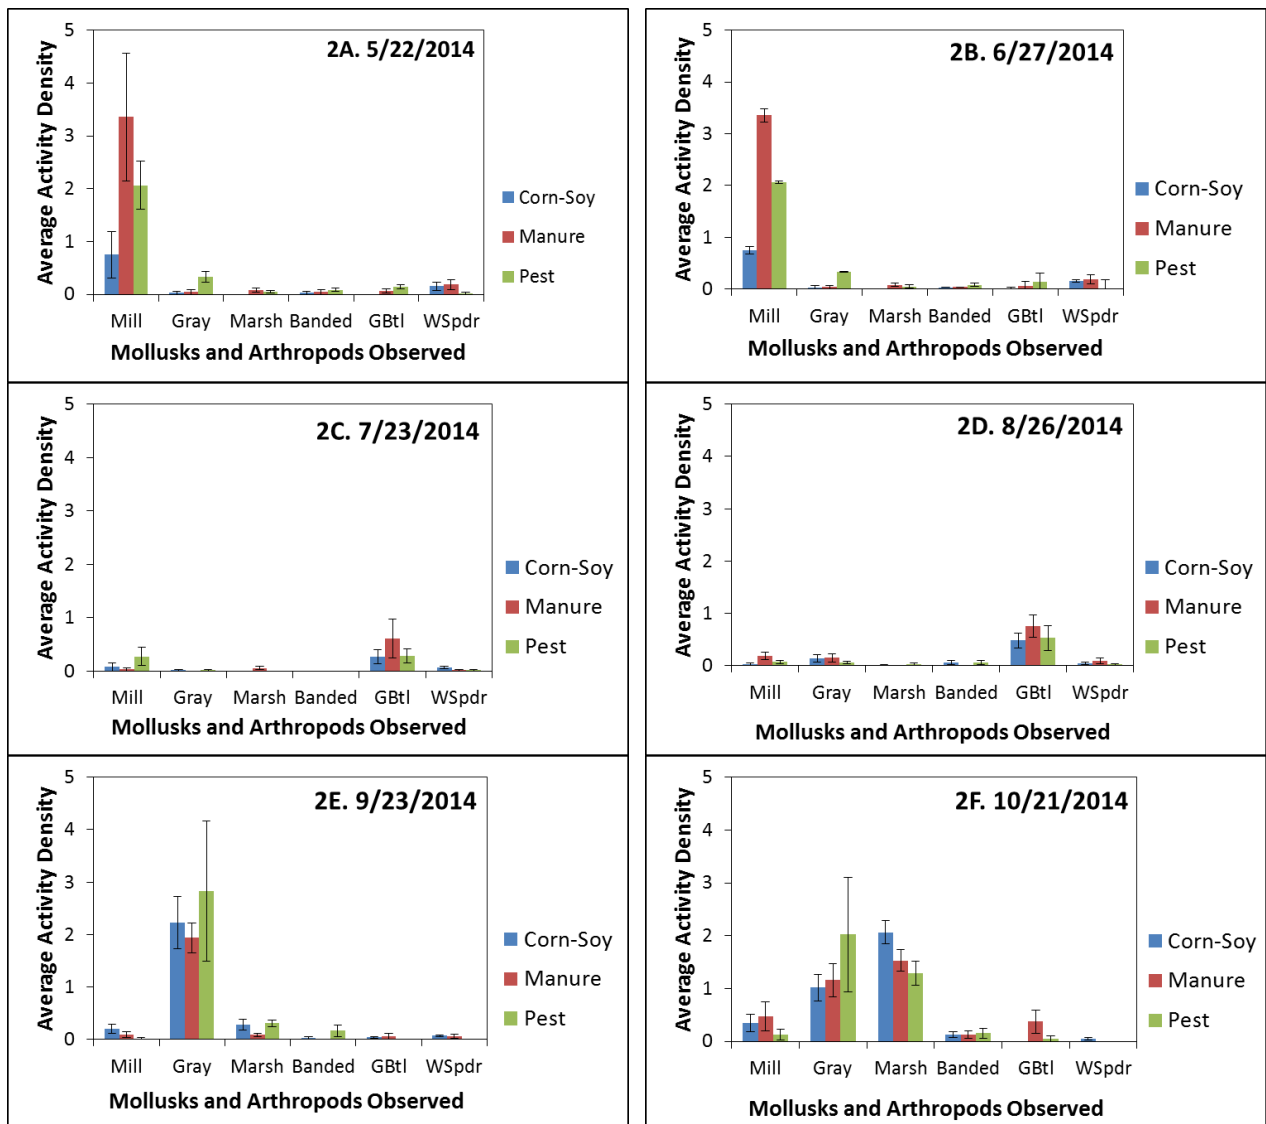 2A. 5/22/2014
Average Activity Density
5
4
3
2
1
0
Mill Gray Marsh Banded GBtl WSpdr
Mollusks and Arthropods Observed
Corn-Soy
Manure
Pest
2B. 6/27/2014
Average Activity Density
5
4
3
2
1
0
Mill Gray Marsh Banded GBtl WSpdr
Mollusks and Arthropods Observed
Corn-Soy
Manure
Pest
2C. 7/23/2014
Average Activity Density
5
4
3
2
1
0
Mill Gray Marsh Banded GBtl WSpdr
Mollusks and Arthropods Observed
Corn-Soy
Manure
Pest
2D. 8/26/2014
Average Activity Density
5
4
3
2
1
0
Mill Gray Marsh Banded GBtl WSpdr
Mollusks and Arthropods Observed
Corn-Soy
Manure
Pest
2E. 9/23/2014
Average Activity Density
5
4
3
2
1
0
Mill Gray Marsh Banded GBtl WSpdr
Mollusks and Arthropods Observed
Corn-Soy
Manure
Pest
2F. 10/21/2014
Average Activity Density
5
4
3
2
1
0
Mill Gray Marsh Banded GBtl WSpdr
Mollusks and Arthropods Observed
Corn-Soy
Manure
Pest